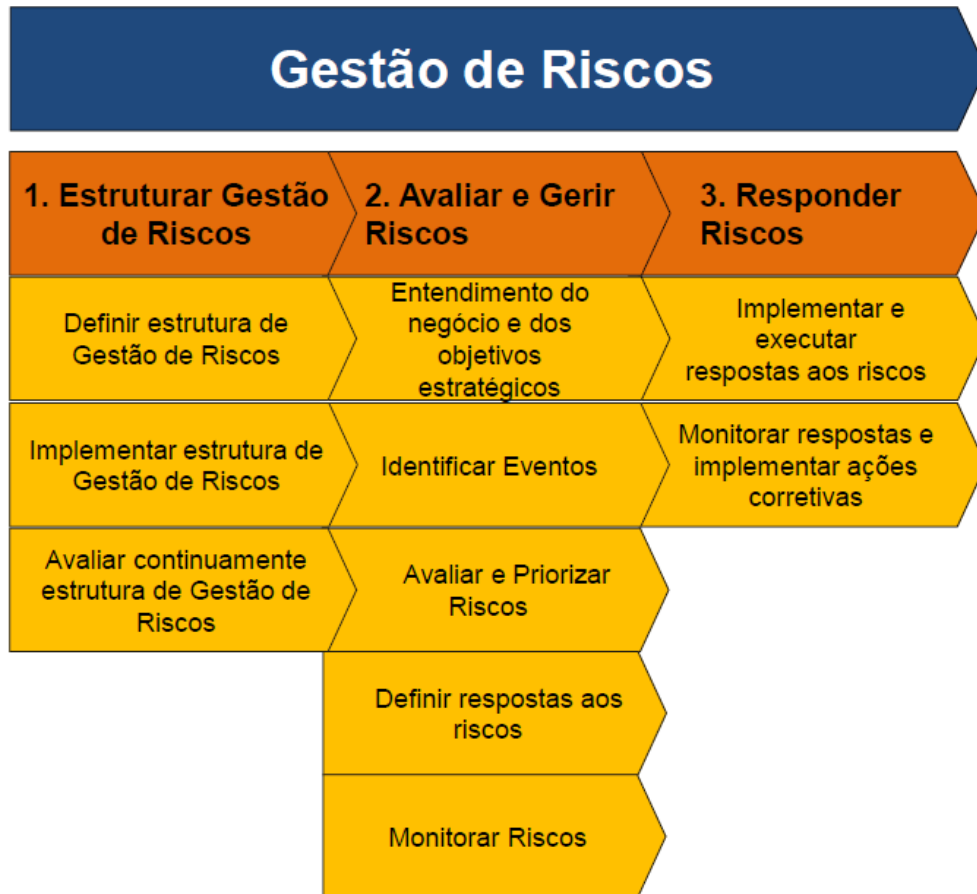 Gestão de Riscos
1. Estruturar Gestão
de Riscos
2. Avaliar e Gerir
Riscos
3. Responder
Riscos
Definir estrutura de
Gestão de Riscos
Entendimento do
negócio e dos
objetivos
estratégicos
Implementar e
executar
respostas aos riscos
Implementar estrutura de
Gestão de Riscos
Identificar Eventos
Monitorar respostas e
implementar ações
corretivas
Avaliar continuamente
estrutura de Gestão de
Riscos
Avaliar e Priorizar
Riscos
Definir respostas aos
riscos
Monitorar Riscos